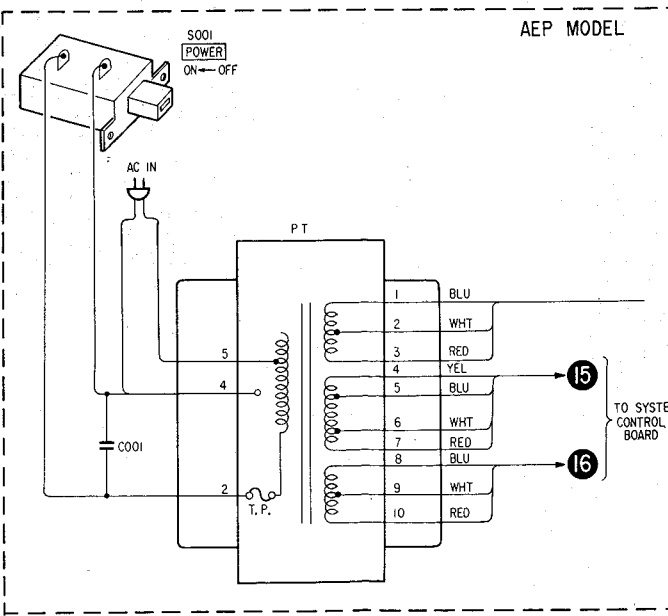 AEP MODEL
S001
POWER
ON ← OFF
AC IN
PT
1 BLU
2 WHT
3 RED
4 YEL
5 BLU
6 WHT
7 RED
8 BLU
9 WHT
10 RED
5
4
2
T.P.
C001
15
16
TO SYSTE
CONTROL
BOARD